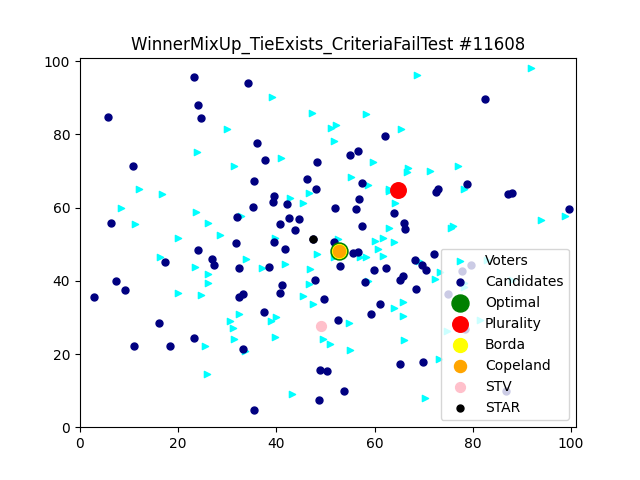 WinnerMixUp_TieExists_CriteriaFailTest #11608
100
80
60
40
20
0
0 20 40 60 80 100
Voters
Candidates
Optimal
Plurality
Borda
Copeland
STV
STAR